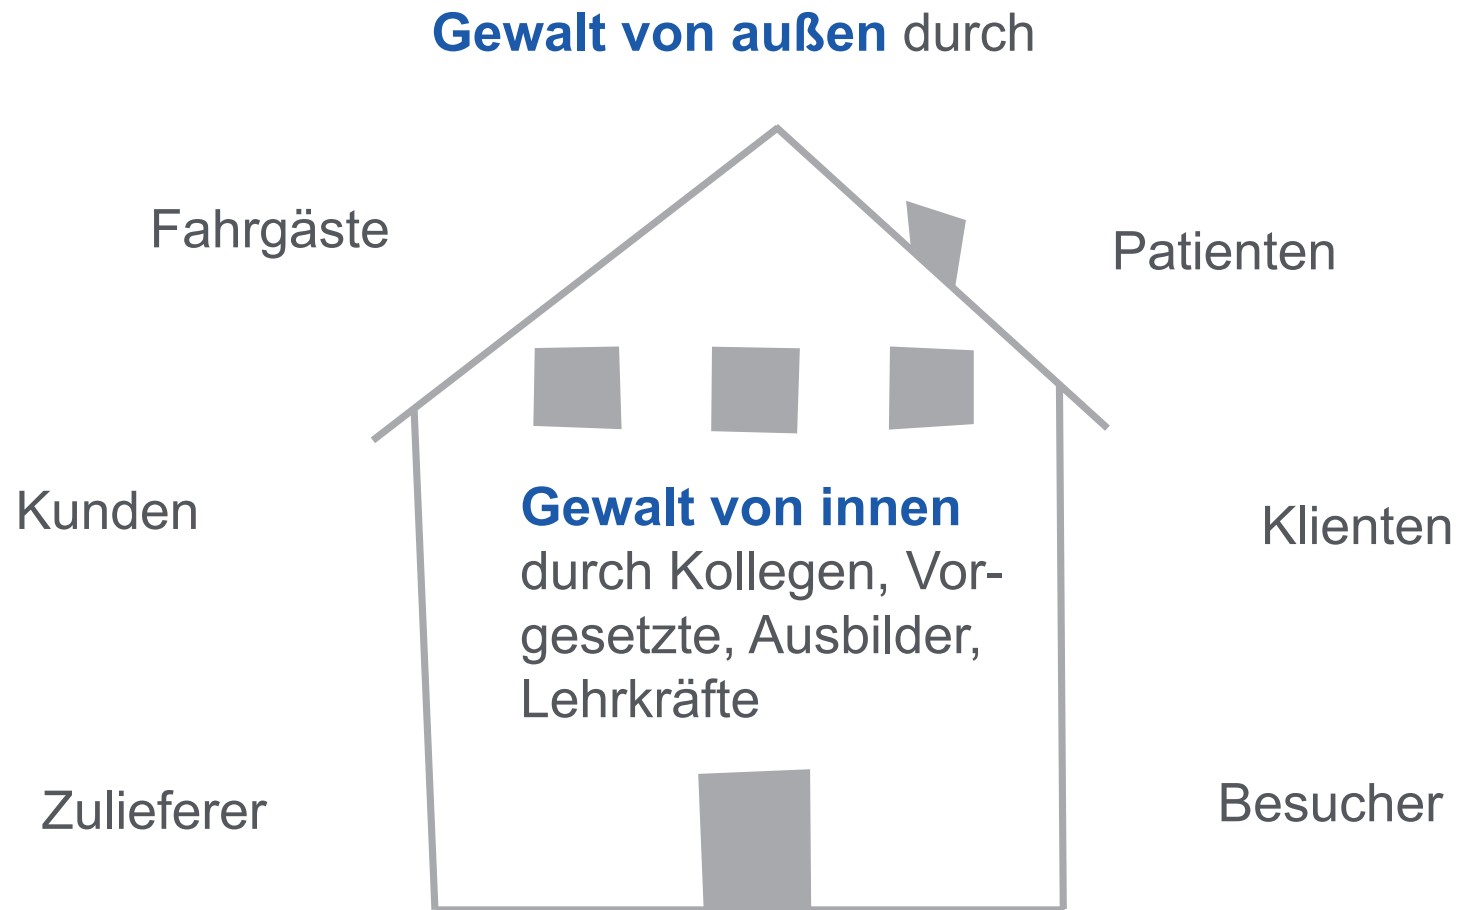 Gewalt von außen durch
Fahrgäste
Patienten
Kunden
Gewalt von innen
durch Kollegen, Vor-
gesetzte, Ausbilder,
Lehrkräfte
Klienten
Zulieferer
Besucher